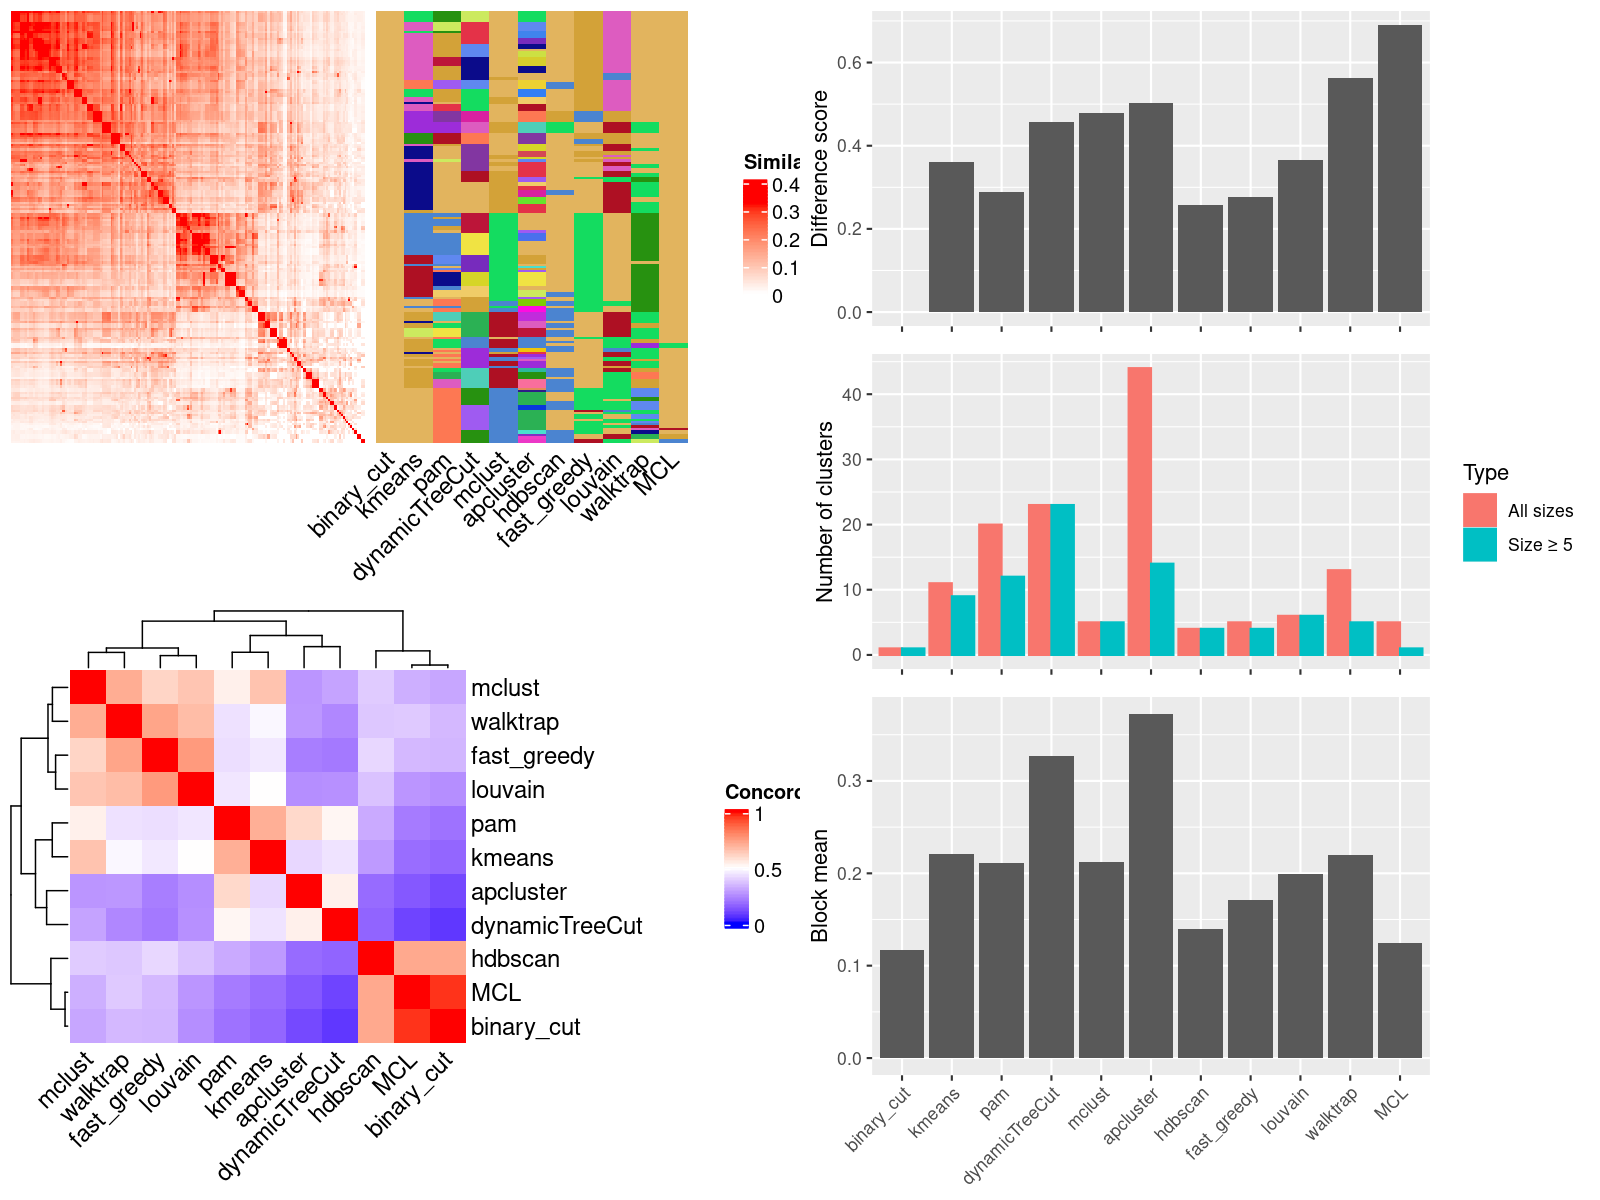 Simila
0.4
0.3
0.2
0.1
0
binary_cut
kmeans
pam
dynamicTreeCut
mclust
apcluster
hdbscan
fast_greedy
louvain
walktrap
MCL
mclust
walktrap
fast_greedy
louvain
pam
kmeans
apcluster
dynamicTreeCut
hdbscan
MCL
binary_cut
mclust
walktrap
fast_greedy
louvain
pam
kmeans
apcluster
dynamicTreeCut
hdbscan
MCL
binary_cut
Concord
1
0.5
0
Difference score
0.6
0.4
0.2
0.0
Number of clusters
40
30
20
10
0
Type
All sizes
Size ≥ 5
Block mean
0.3
0.2
0.1
0.0
binary_cut
kmeans
pam
dynamicTreeCut
mclust
apcluster
hdbscan
fast_greedy
louvain
walktrap
MCL